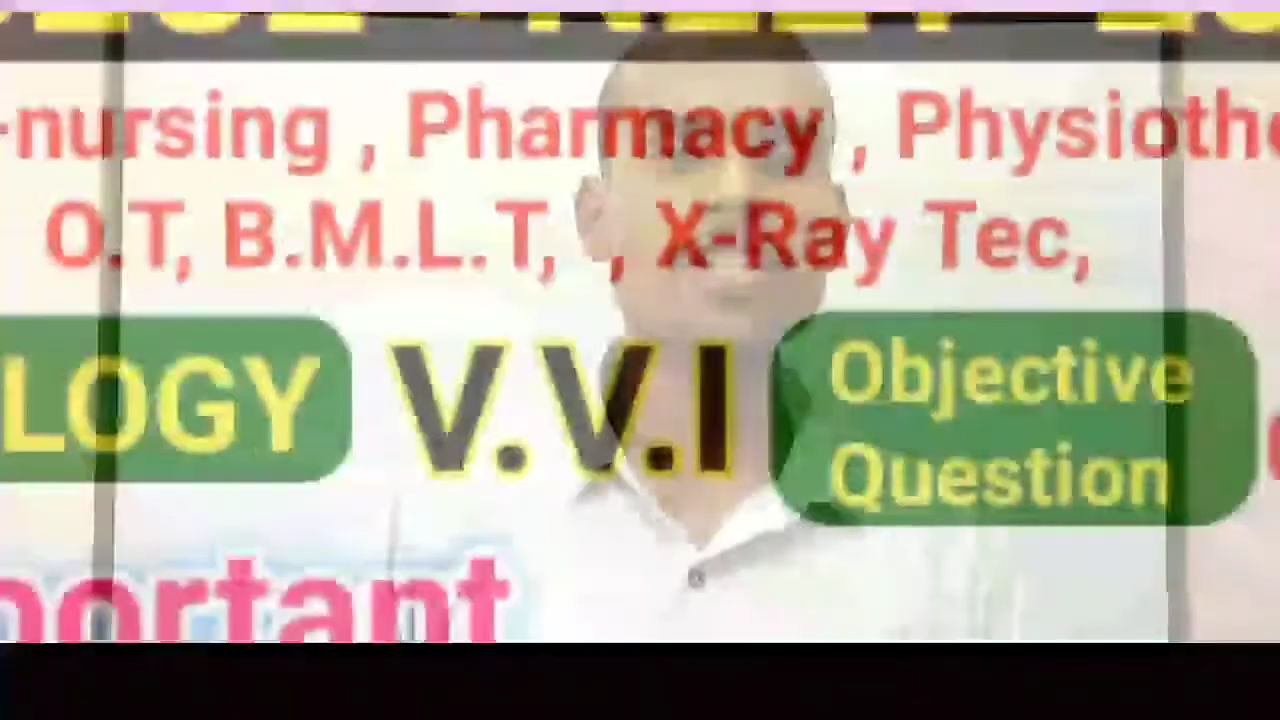 -nursing , Pharmacy , Physiothe
O.T, B.M.L.T, , X-Ray Tec,
LOGY V.V.I Objective
Question
portant